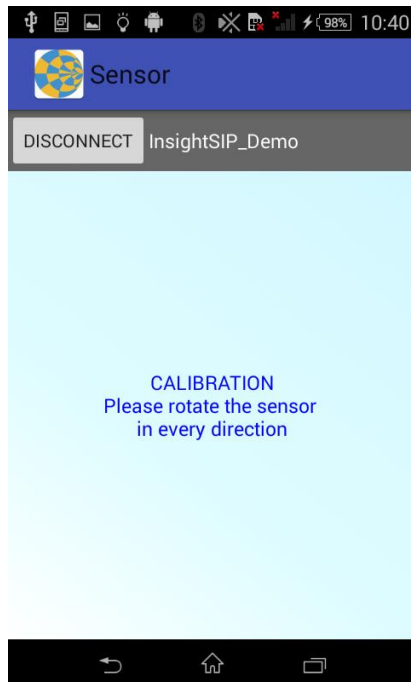 98% 10:40
Sensor
DISCONNECT InsightSIP_Demo
CALIBRATION
Please rotate the sensor
in every direction